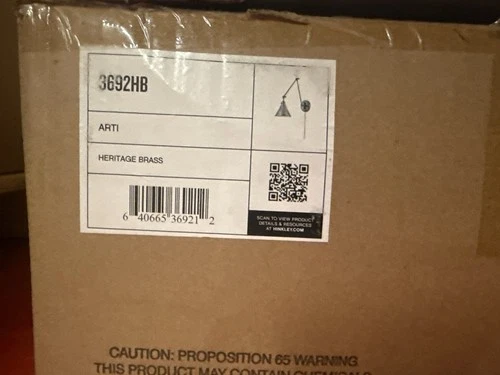 3692HB
ARTI
HERITAGE BRASS
6 40665 36921 2
SCAN TO VIEW PRODUCT
DETAILS & RESOURCES
AT HINKLEY.COM
CAUTION: PROPOSITION 65 WARNING
THIS PRODUCT MAY CONTAIN CHEMICALS